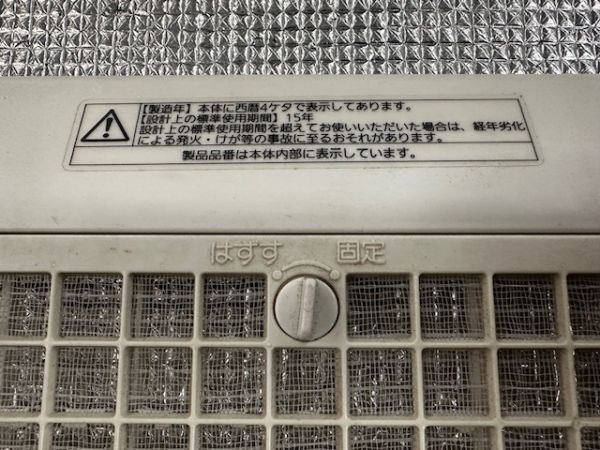 【製造年】本体に西暦4ケタで表示してあります。
【設計上の標準使用期間】15年
設計上の標準使用期間を超えてお使いいただいた場合は、経年劣化
による発火・けが等の事故に至るおそれがあります。
製品品番は本体内部に表示しています。
はずす 固定